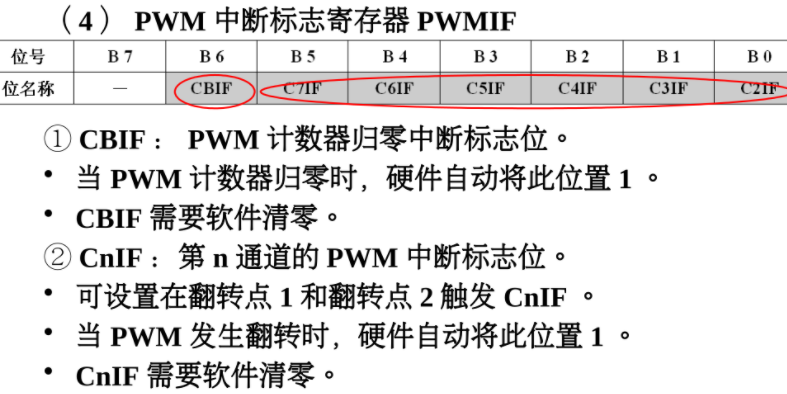 （4） PWM 中断标志寄存器 PWMIF
位号 B 7 B 6 B 5 B 4 B 3 B 2 B 1 B 0
位名称 — CBIF C7IF C6IF C5IF C4IF C3IF C2IF
① CBIF： PWM 计数器归零中断标志位。
• 当 PWM 计数器归零时，硬件自动将此位置 1 。
• CBIF 需要软件清零。
② CnIF：第 n 通道的 PWM 中断标志位。
• 可设置在翻转点 1 和翻转点 2 触发 CnIF 。
• 当 PWM 发生翻转时，硬件自动将此位置 1 。
• CnIF 需要软件清零。